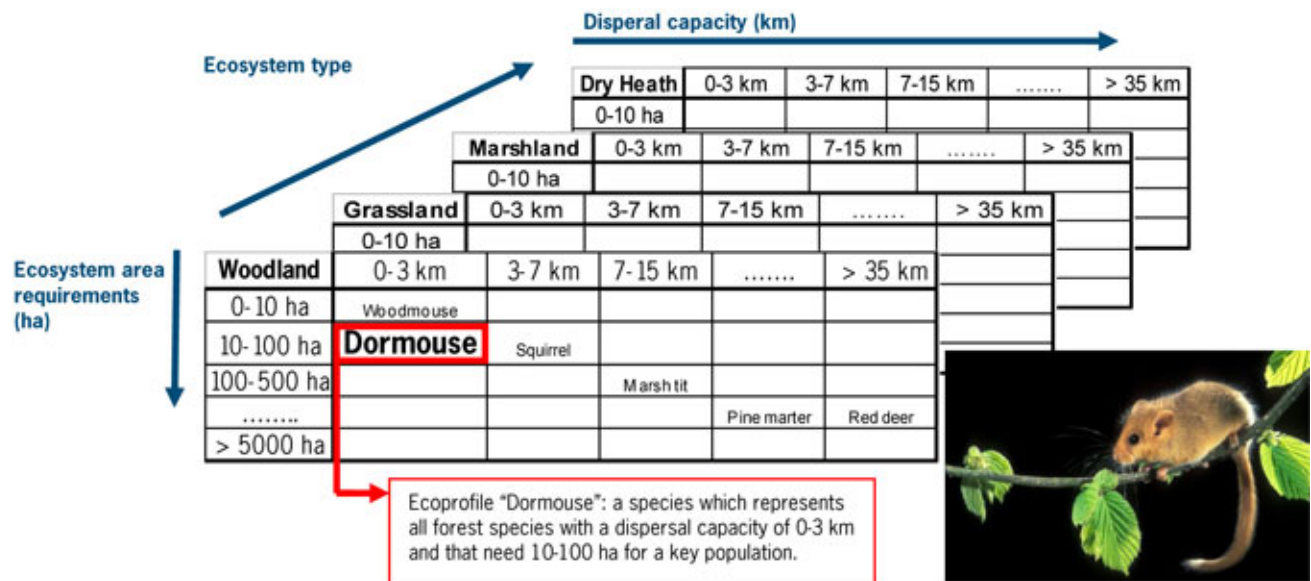 Disperal capacity (km)
Ecosystem type
Dry Heath 0-3 km 3-7 km 7-15 km ....... > 35 km
0-10 ha
Marshland 0-3 km 3-7 km 7-15 km ....... > 35 km
0-10 ha
Grassland 0-3 km 3-7 km 7-15 km ....... > 35 km
0-10 ha
Ecosystem area
requirements
(ha)
Woodland 0-3 km 3-7 km 7-15 km ....... > 35 km
0-10 ha Woodmouse
10-100 ha Dormouse Squirrel
100-500 ha Marsh tit
........ Pine marter Red deer
> 5000 ha
Ecoprofile “Dormouse”: a species which represents
all forest species with a dispersal capacity of 0-3 km
and that need 10-100 ha for a key population.